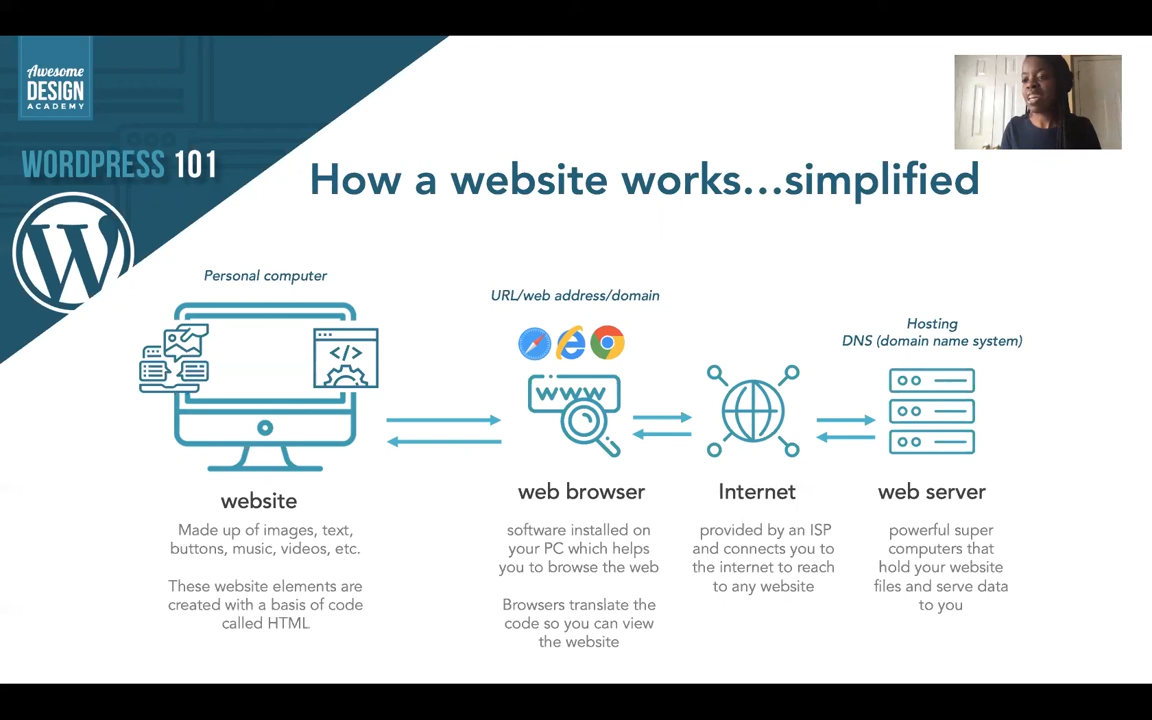 Awesome
DESIGN
ACADEMY
WORDPRESS 101
How a website works...simplified
Personal computer
</>
website
Made up of images, text,
buttons, music, videos, etc.
These website elements are
created with a basis of code
called HTML
URL/web address/domain
www
web browser
software installed on
your PC which helps
you to browse the web
Browsers translate the
code so you can view
the website
Internet
provided by an ISP
and connects you to
the internet to reach
to any website
Hosting
DNS (domain name system)
web server
powerful super
computers that
hold your website
files and serve data
to you